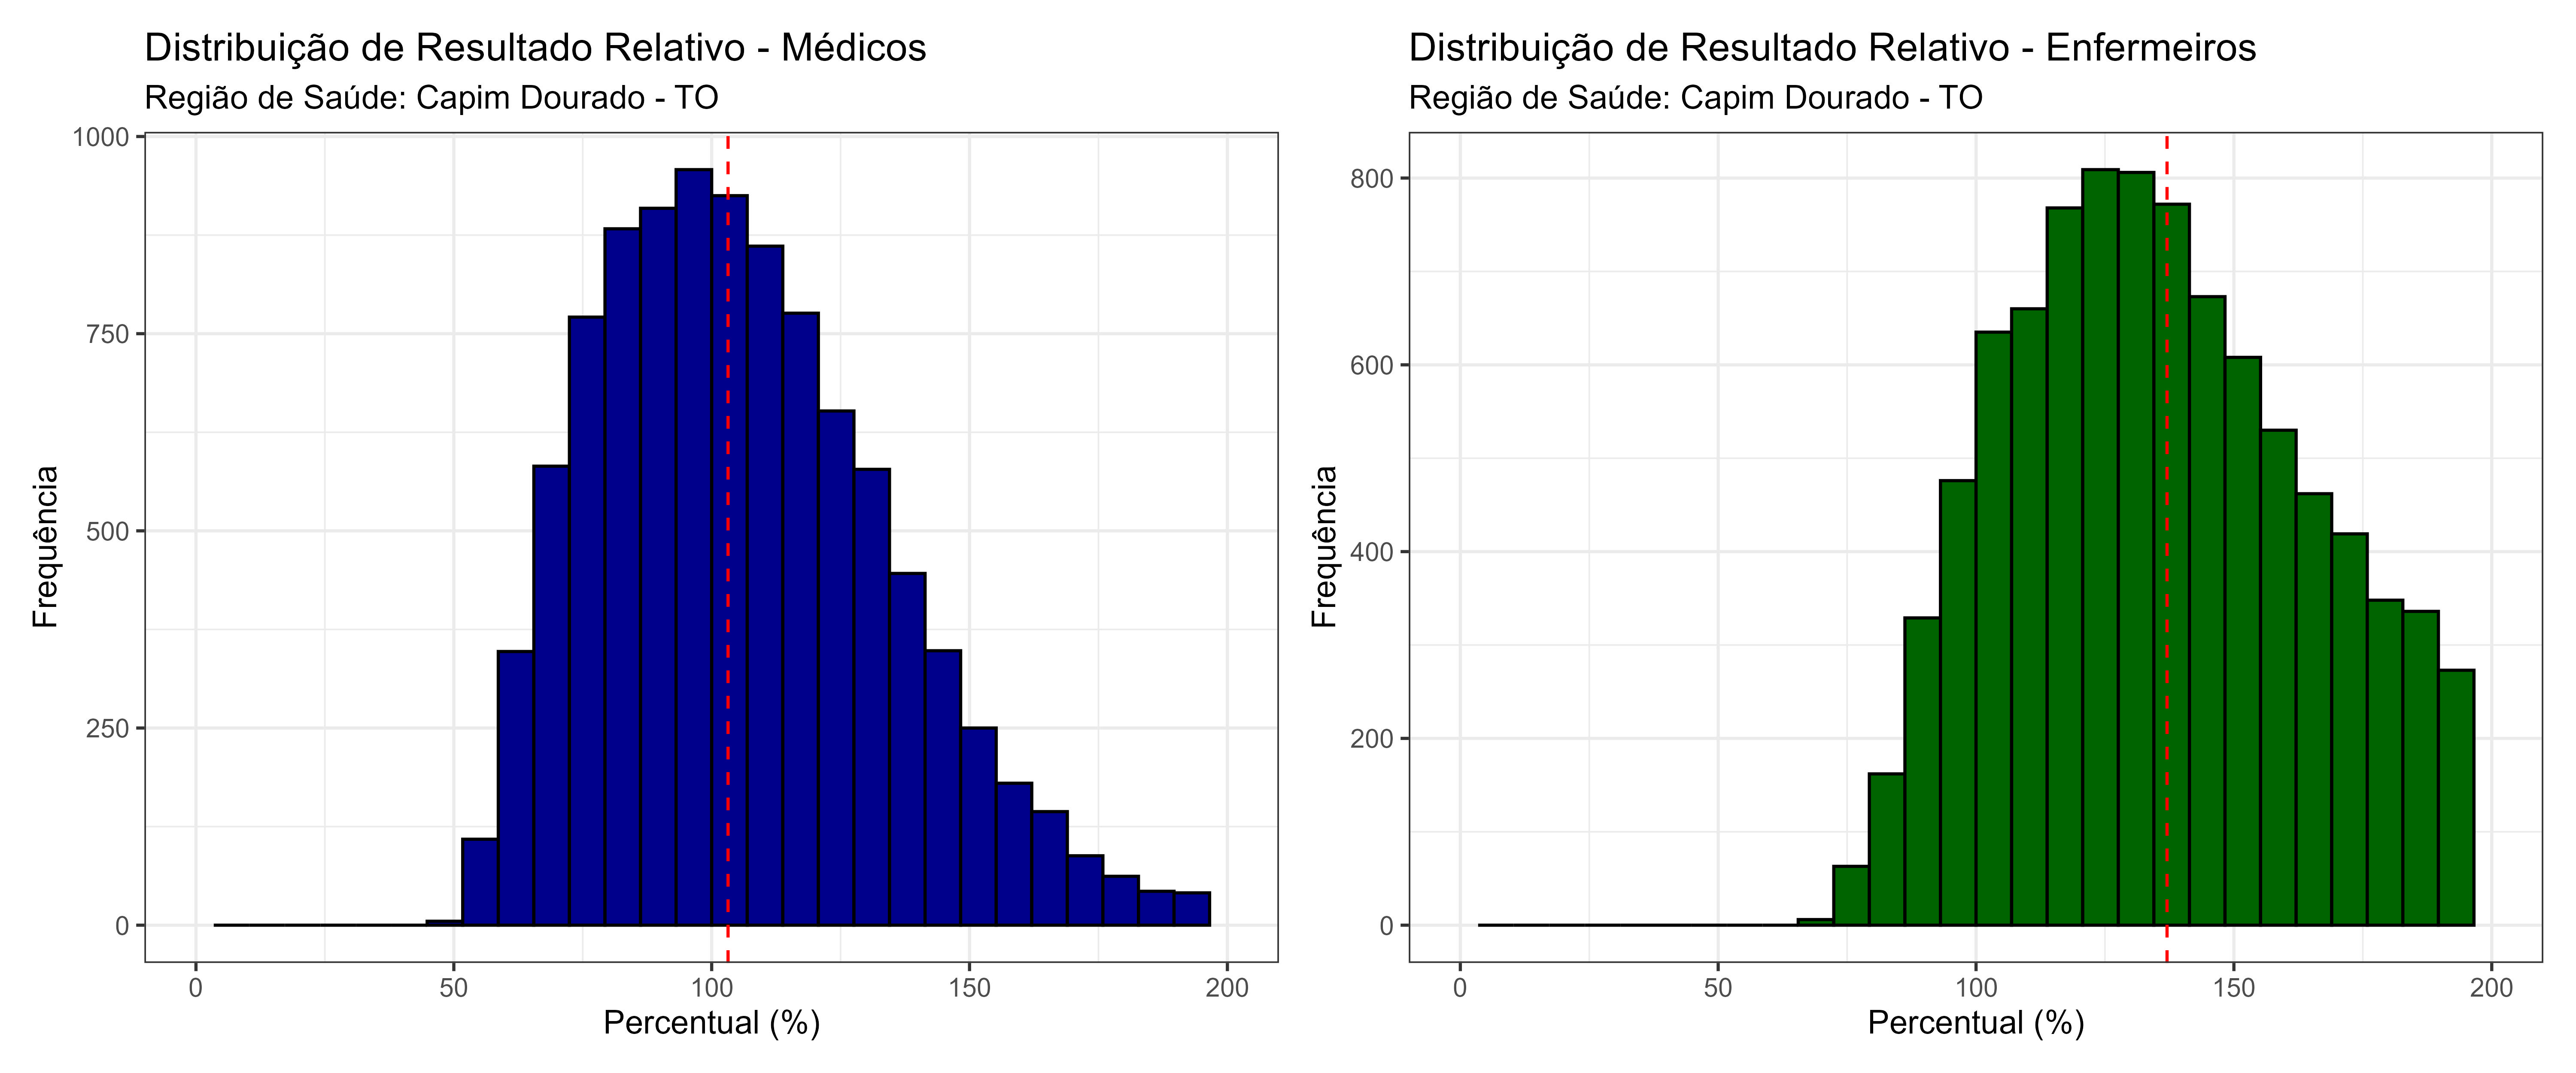 Distribuição de Resultado Relativo - Médicos
Região de Saúde: Capim Dourado - TO
1000
750
500
250
0
Frequência
0 50 100 150 200
Percentual (%)
Distribuição de Resultado Relativo - Enfermeiros
Região de Saúde: Capim Dourado - TO
800
600
400
200
0
Frequência
0 50 100 150 200
Percentual (%)